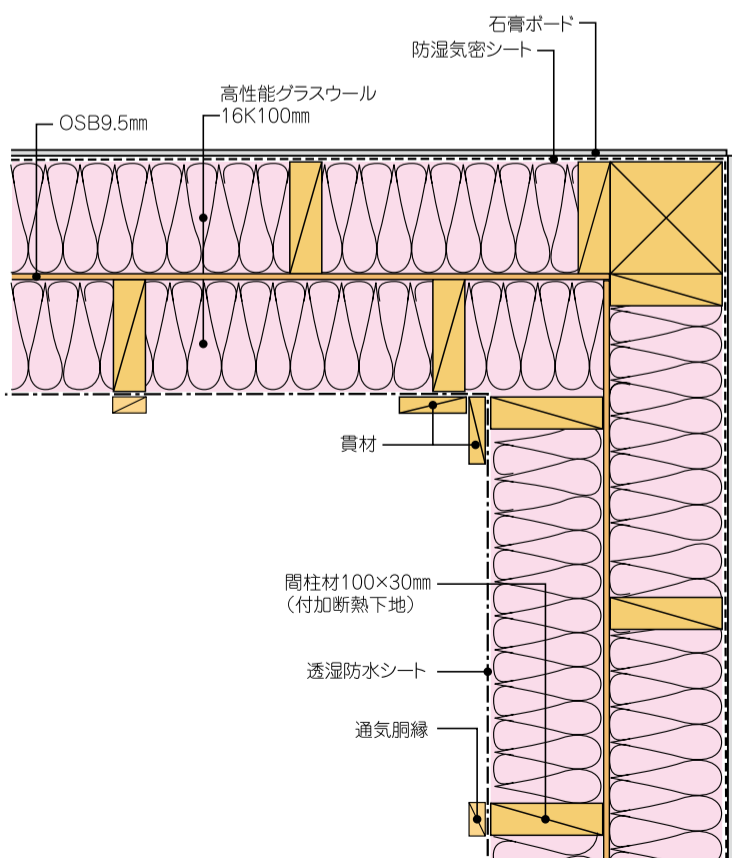 石膏ボード
防湿気密シート
高性能グラスウール
16K100㎜
OSB9.5㎜
貫材
間柱材100×30㎜
（付加断熱下地）
透湿防水シート
通気胴縁